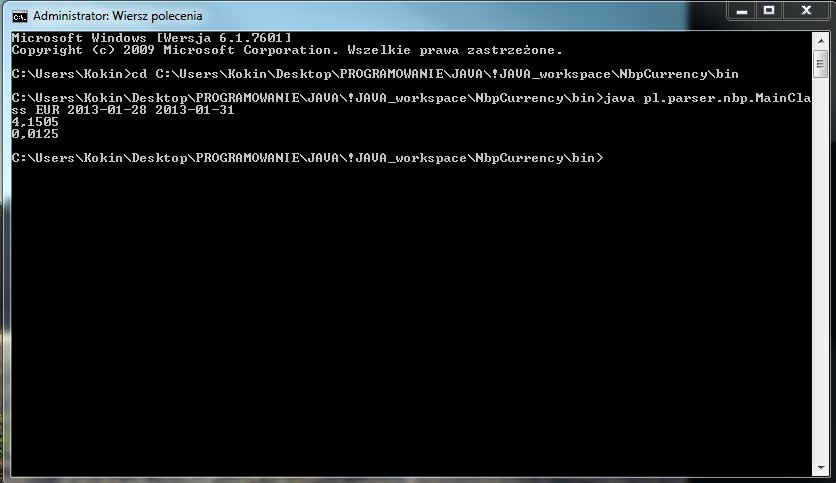 Administrator: Wiersz polecenia
Microsoft Windows [Wersja 6.1.7601]
Copyright (c) 2009 Microsoft Corporation. Wszelkie prawa zastrzeżone.
C:\Users\Kokin>cd C:\Users\Kokin\Desktop\PROGRAMOWANIE\JAVA\!JAVA_workspace\NbpCurrency\bin
C:\Users\Kokin\Desktop\PROGRAMOWANIE\JAVA\!JAVA_workspace\NbpCurrency\bin>java pl.parser.nbp.MainCla
ss EUR 2013-01-28 2013-01-31
4,1505
0,0125
C:\Users\Kokin\Desktop\PROGRAMOWANIE\JAVA\!JAVA_workspace\NbpCurrency\bin>